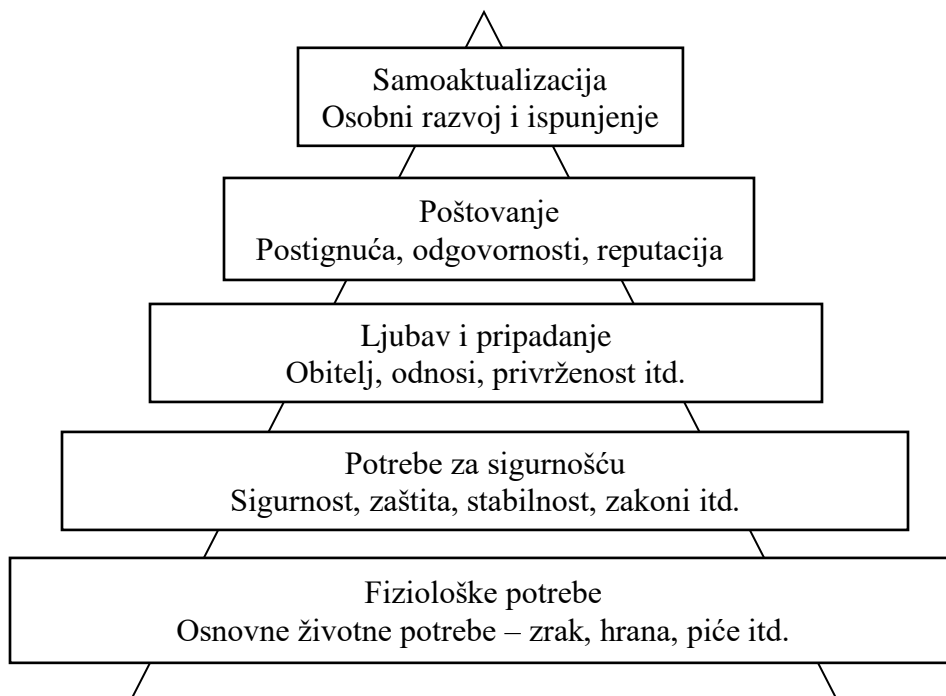 Samoaktualizacija
Osobni razvoj i ispunjenje
Poštovanje
Postignuća, odgovornosti, reputacija
Ljubav i pripadanje
Obitelj, odnosi, privrženost itd.
Potrebe za sigurnošću
Sigurnost, zaštita, stabilnost, zakoni itd.
Fiziološke potrebe
Osnovne životne potrebe – zrak, hrana, piće itd.